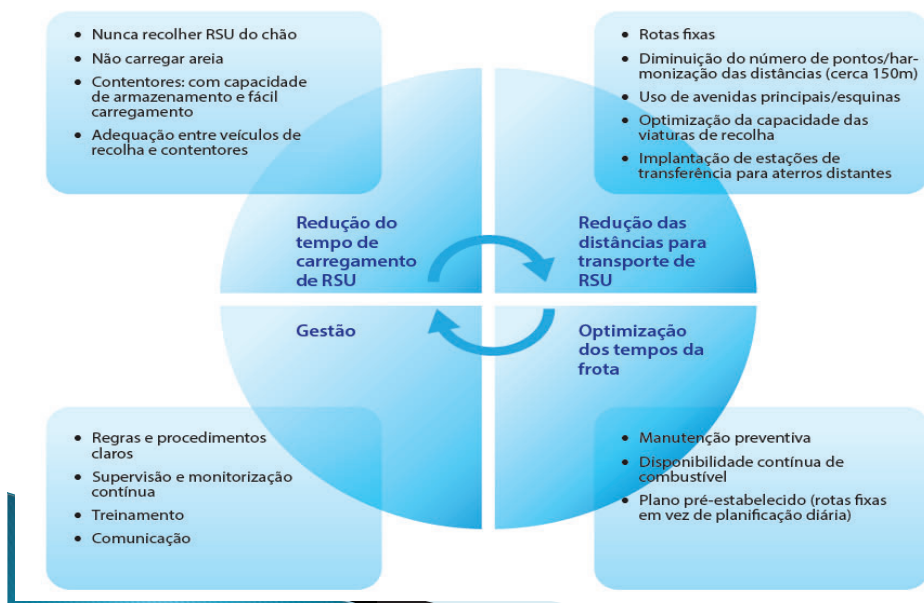 • Nunca recolher RSU do chão
• Não carregar areia
• Contentores: com capacidade
de armazenamento e fácil
carregamento
• Adequação entre veículos de
recolha e contentores
• Rotas fixas
• Diminuição do número de pontos/har-
monização das distâncias (cerca 150m)
• Uso de avenidas principais/esquinas
• Optimização da capacidade das
viaturas de recolha
• Implantação de estações de
transferência para aterros distantes
Redução do
tempo de
carregamento
de RSU
Redução das
distâncias para
transporte de
RSU
Gestão
Optimização
dos tempos da
frota
• Regras e procedimentos
claros
• Supervisão e monitorização
contínua
• Treinamento
• Comunicação
• Manutenção preventiva
• Disponibilidade contínua de
combustível
• Plano pré-estabelecido (rotas fixas
em vez de planificação diária)